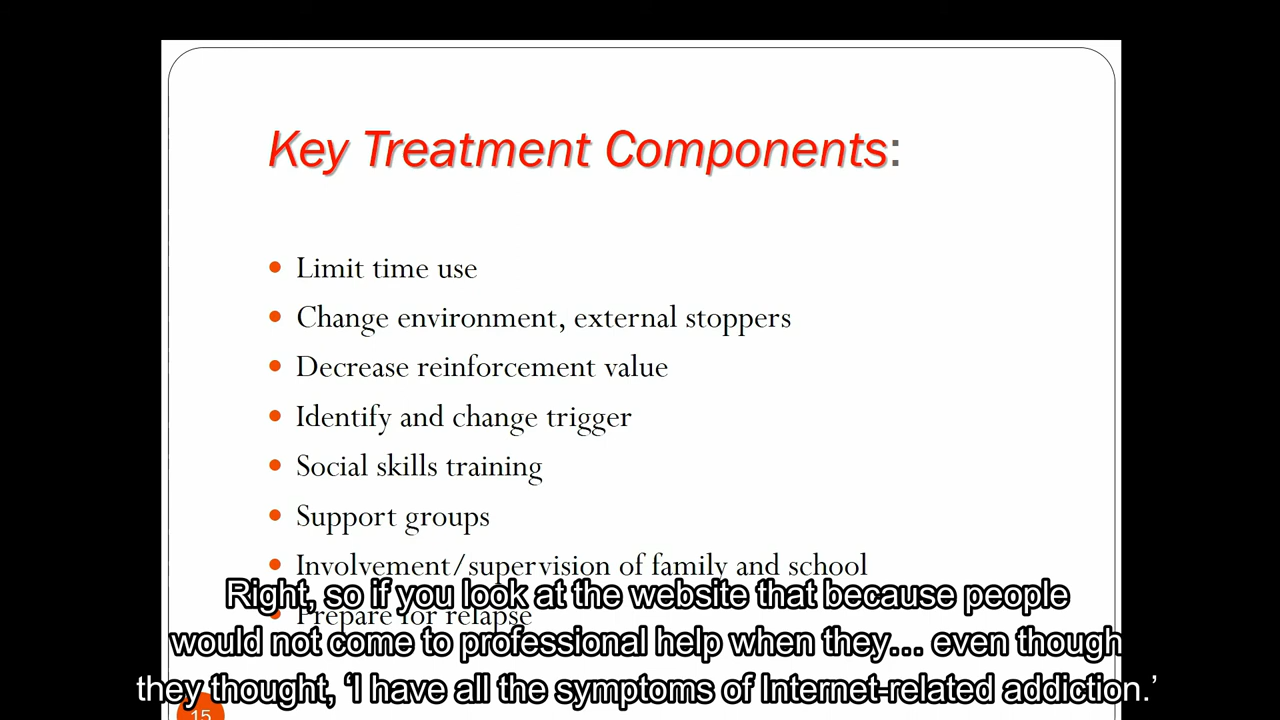 Key Treatment Components:
Limit time use
Change environment, external stoppers
Decrease reinforcement value
Identify and change trigger
Social skills training
Support groups
Involvement/supervision of family and school
Prepare for relapse
Right, so if you look at the website that because people
would not come to professional help when they... even though
they thought, ‘I have all the symptoms of Internet-related addiction.’
15